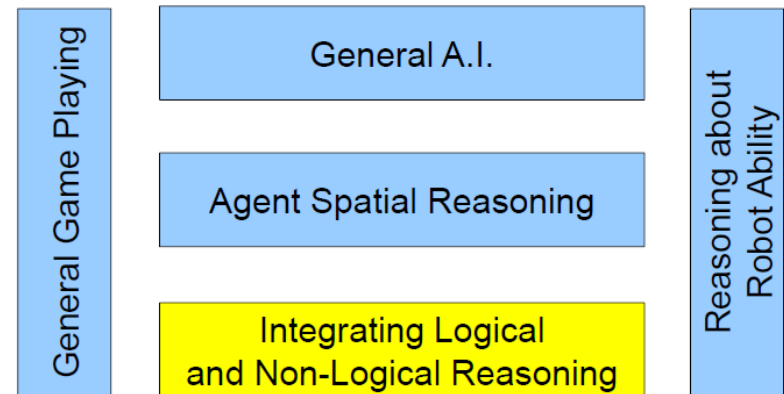 General Game Playing
General A.I.
Agent Spatial Reasoning
Integrating Logical
and Non-Logical Reasoning
Reasoning about
Robot Ability